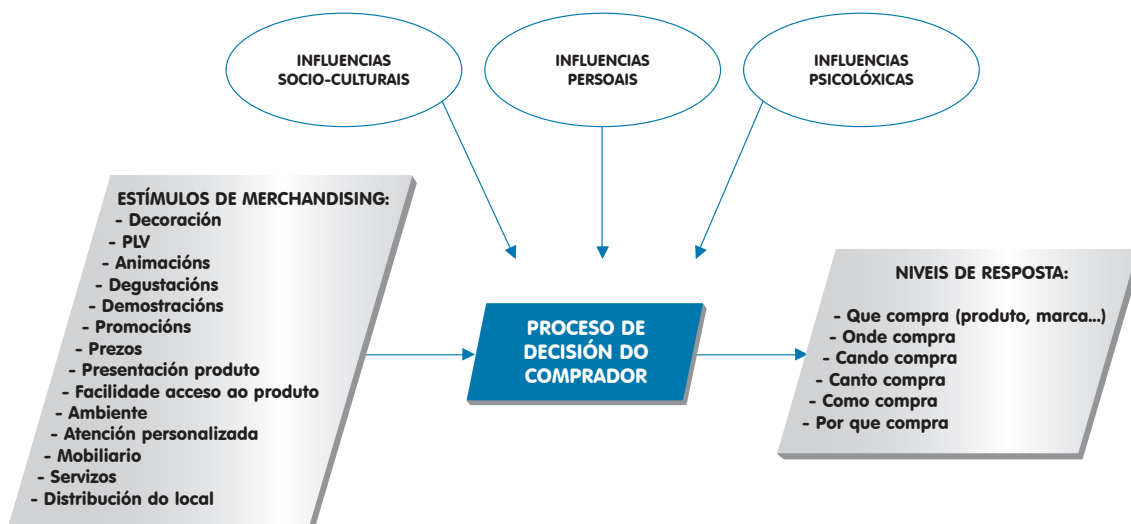 INFLUENCIAS
SOCIO-CULTURAIS
INFLUENCIAS
PERSOAIS
INFLUENCIAS
PSICOLÓXICAS
ESTÍMULOS DE MERCHANDISING:
- Decoración
- PLV
- Animacións
- Degustacións
- Demostracións
- Promocións
- Prezos
- Presentación produto
- Facilidade acceso ao produto
- Ambiente
- Atención personalizada
- Mobiliario
- Servizos
- Distribución do local
PROCESO DE
DECISIÓN DO
COMPRADOR
NIVEIS DE RESPOSTA:
- Que compra (produto, marca...)
- Onde compra
- Cando compra
- Canto compra
- Como compra
- Por que compra